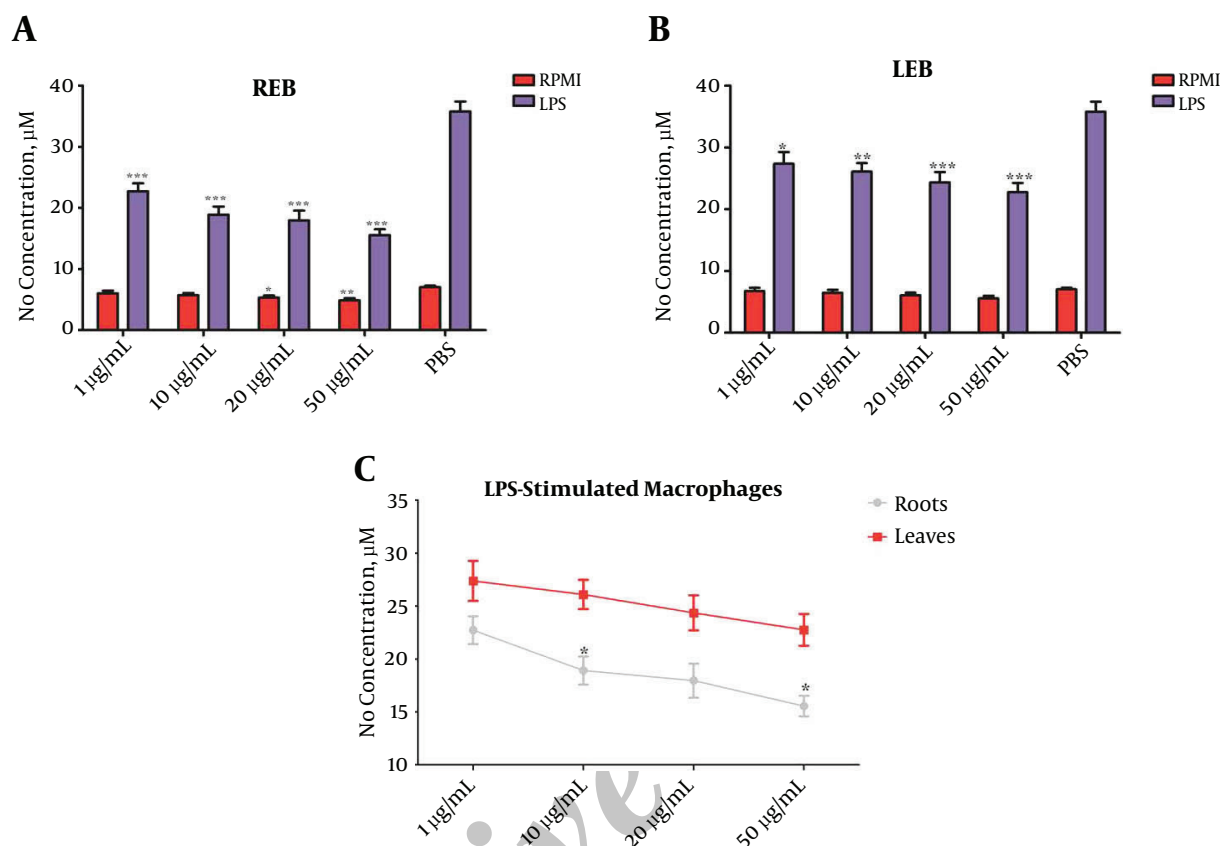 A
REB
RPMI
LPS
No Concentration, µM
40
30
20
10
0
***
***
***
***
*
**
1 µg/mL
10 µg/mL
20 µg/mL
50 µg/mL
PBS
B
LEB
RPMI
LPS
No Concentration, µM
40
30
20
10
0
*
**
***
***
1 µg/mL
10 µg/mL
20 µg/mL
50 µg/mL
PBS
C
LPS-Stimulated Macrophages
Roots
Leaves
No Concentration, µM
35
30
25
20
15
10
*
*
1 µg/mL
10 µg/mL
20 µg/mL
50 µg/mL
ive